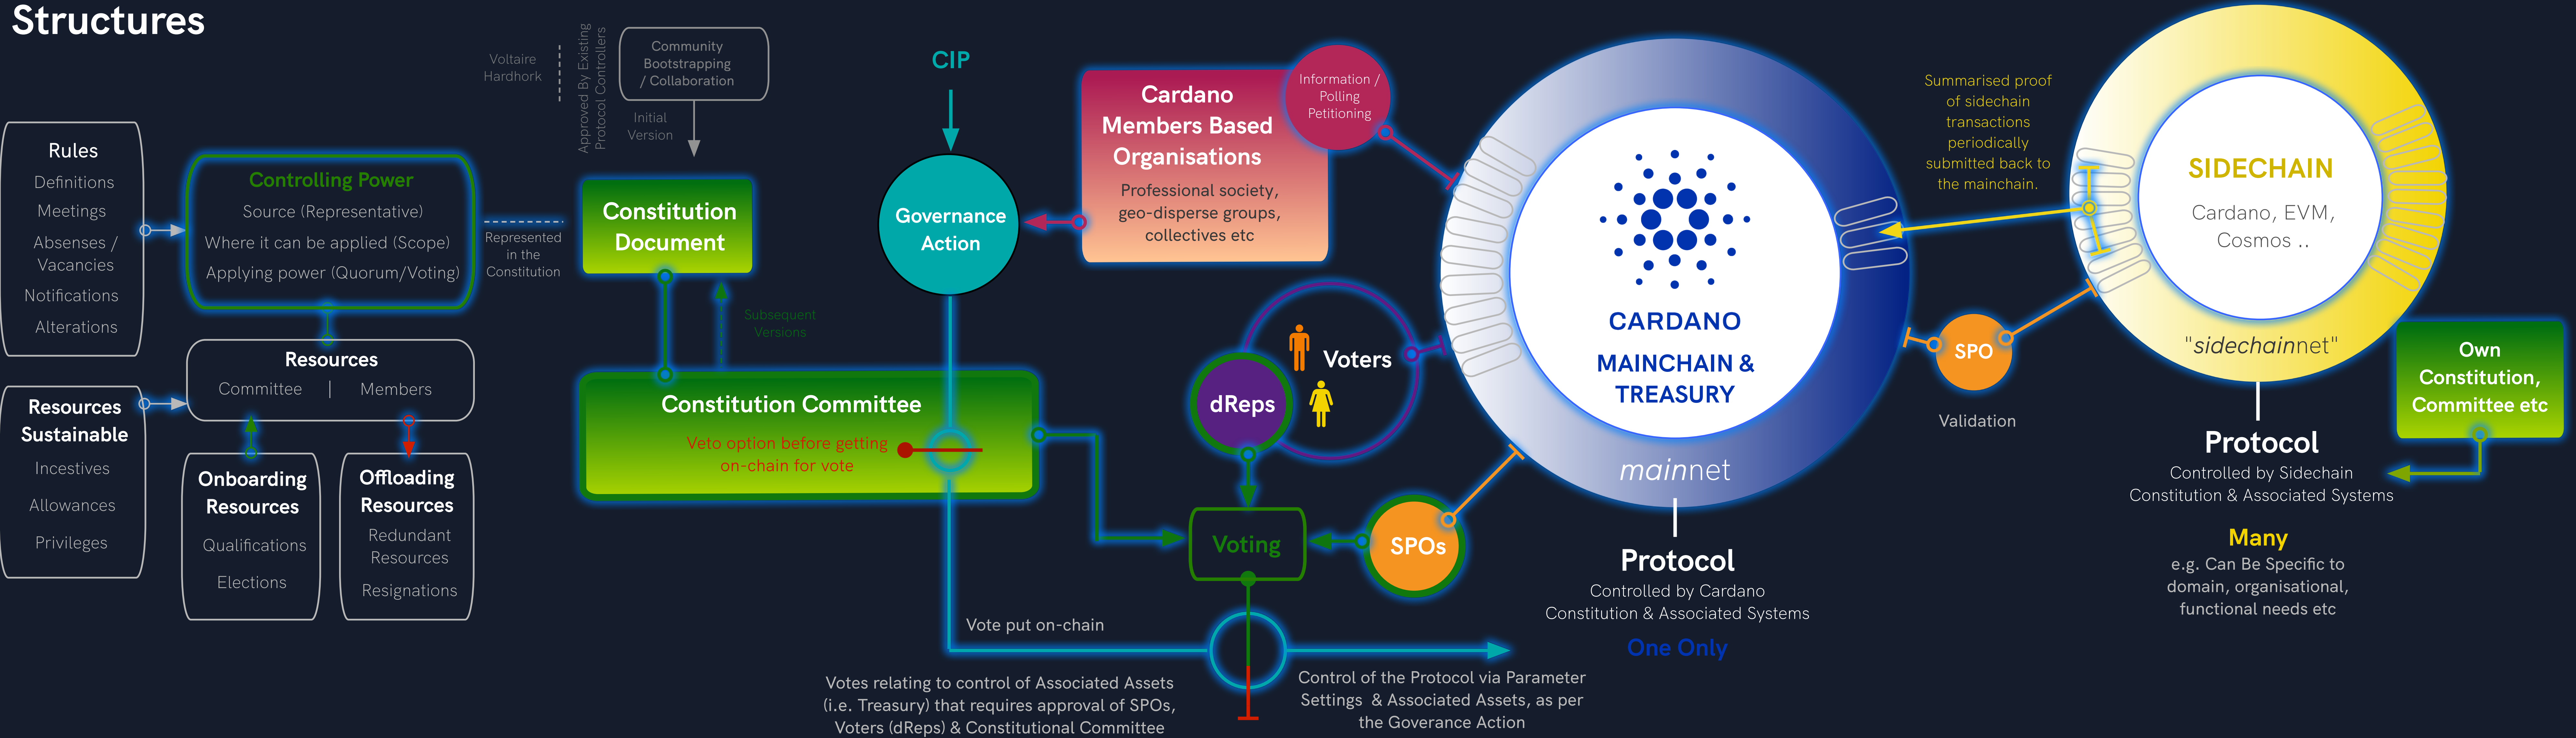 Structures
Rules
Definitions
Meetings
Absenses /
Vacancies
Notifications
Alterations
Resources
Sustainable
Incestives
Allowances
Privileges
Controlling Power
Source (Representative)
Where it can be applied (Scope)
Applying power (Quorum/Voting)
Resources
Committee | Members
Onboarding
Resources
Qualifications
Elections
Offloading
Resources
Redundant
Resources
Resignations
Voltaire
Hardhork
Approved By Existing
Protocol Controllers
Community
Bootstrapping
/ Collaboration
Initial
Version
Represented
in the
Constitution
Constitution
Document
Subsequent
Versions
Constitution Committee
Veto option before getting
on-chain for vote
CIP
Governance
Action
Cardano
Members Based
Organisations
Professional society,
geo-disperse groups,
collectives etc
Information /
Polling
Petitioning
dReps
Voters
Voting
SPOs
Vote put on-chain
Votes relating to control of Associated Assets
(i.e. Treasury) that requires approval of SPOs,
Voters (dReps) & Constitutional Committee
Control of the Protocol via Parameter
Settings & Associated Assets, as per
the Goverance Action
CARDANO
MAINCHAIN &
TREASURY
mainnet
Protocol
Controlled by Cardano
Constitution & Associated Systems
One Only
Summarised proof
of sidechain
transactions
periodically
submitted back to
the mainchain.
SPO
Validation
SIDECHAIN
Cardano, EVM,
Cosmos ..
"sidechainnet"
Protocol
Controlled by Sidechain
Constitution & Associated Systems
Many
e.g. Can Be Specific to
domain, organisational,
functional needs etc
Own
Constitution,
Committee etc